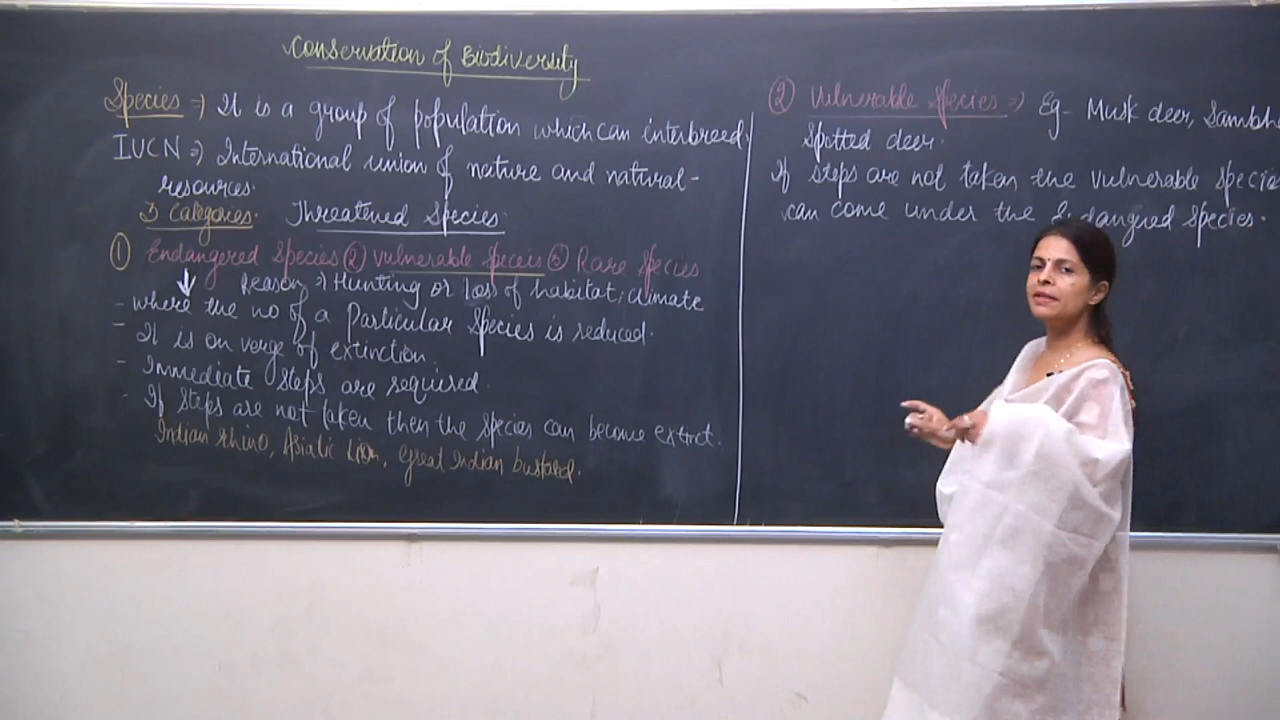 Conservation of Biodiversity
Species => It is a group of population which can interbreed.
IUCN => International union of nature and natural-
resources.
3 Categories. Threatened Species.
① Endangered Species ② Vulnerable Speceis ③ Rare Species
Reason => Hunting or loss of habitat, climate
- where the no of a Particular Species is reduced.
- It is on verge of extinction.
- Immediate steps are required.
- If steps are not taken then the species can become extinct.
Indian rhino, Asiatic Lion, Great Indian bustard.
② Vulnerable Species => Eg- Musk deer, Sambh
Spotted deer.
If steps are not taken the vulnerable Specie
can come under the Endangred Species.